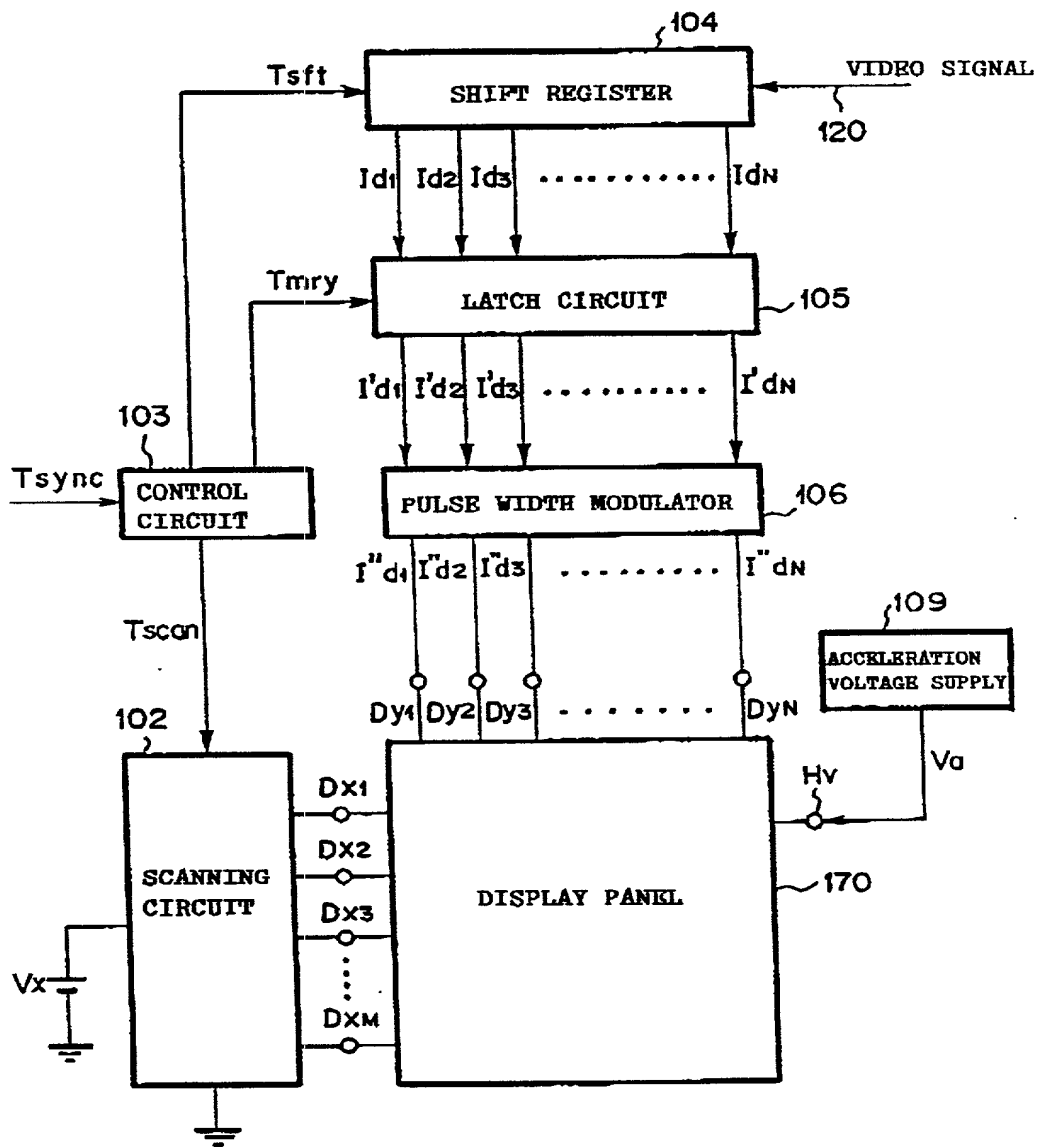 104
Tsft
SHIFT REGISTER
VIDEO SIGNAL
120
Id1 Id2 Id3 ........... IdN
Tmry
LATCH CIRCUIT
105
I'd1 I'd2 I'd3 .......... I'dN
103
Tsync
CONTROL
CIRCUIT
PULSE WIDTH MODULATOR
106
I"d1 I"d2 I"d3 .......... I"dN
Tscan
109
ACCELERATION
VOLTAGE SUPPLY
Dy1 Dy2 Dy3 ........ DyN
102
Va
Hv
Dx1
Dx2
Dx3
DxM
SCANNING
CIRCUIT
DISPLAY PANEL
170
Vx